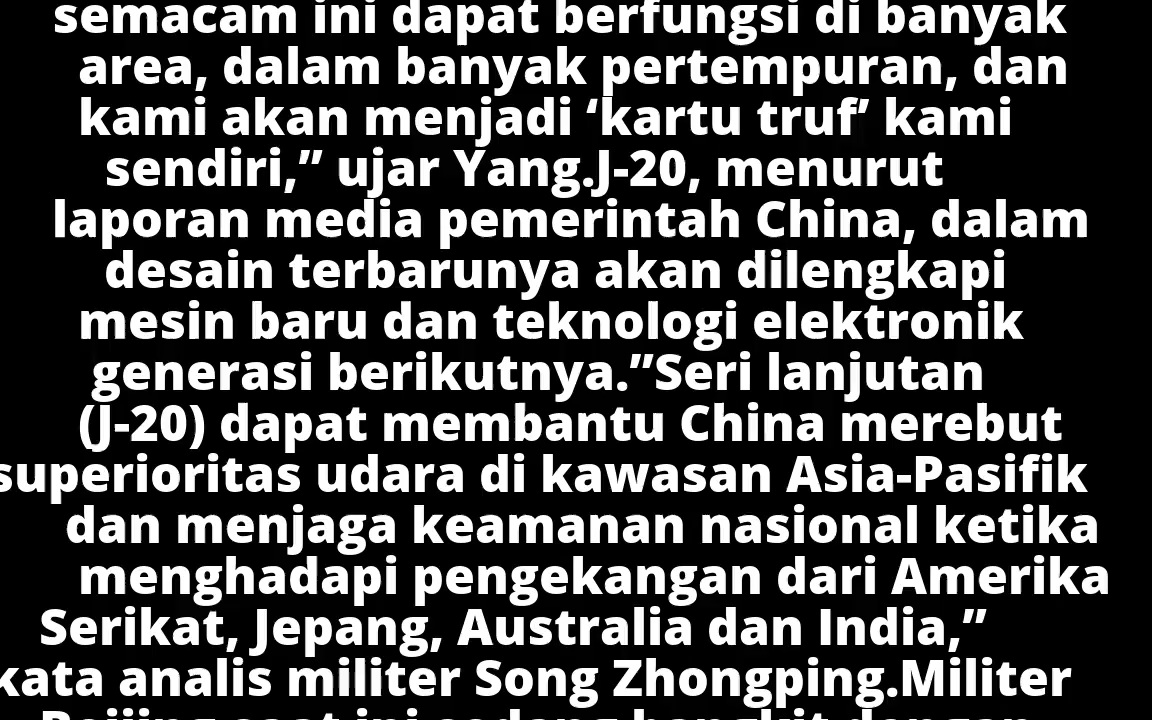 semacam ini dapat berfungsi di banyak
area, dalam banyak pertempuran, dan
kami akan menjadi ‘kartu truf’ kami
sendiri,” ujar Yang.J-20, menurut
laporan media pemerintah China, dalam
desain terbarunya akan dilengkapi
mesin baru dan teknologi elektronik
generasi berikutnya.”Seri lanjutan
(J-20) dapat membantu China merebut
superioritas udara di kawasan Asia-Pasifik
dan menjaga keamanan nasional ketika
menghadapi pengekangan dari Amerika
Serikat, Jepang, Australia dan India,”
kata analis militer Song Zhongping.Militer